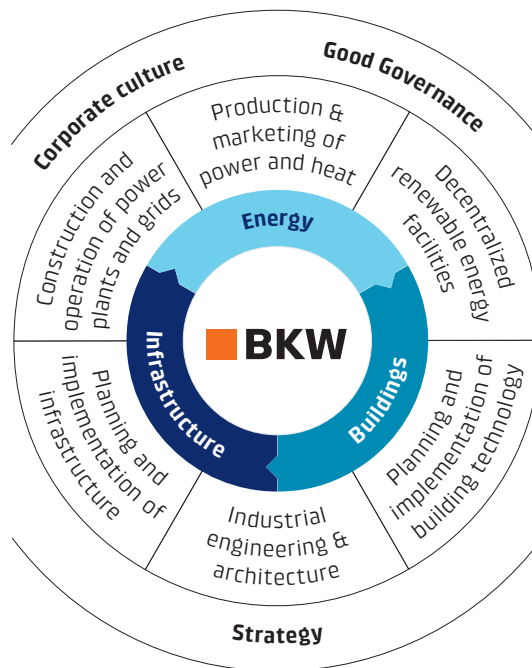 Corporate culture
Good Governance
Production &
marketing of
power and heat
Construction and
operation of power
plants and grids
Decentralized
renewable energy
facilities
Energy
BKW
Infrastructure
Buildings
Planning and
implementation of
infrastructure
Planning and
implementation of
building technology
Industrial
engineering &
architecture
Strategy